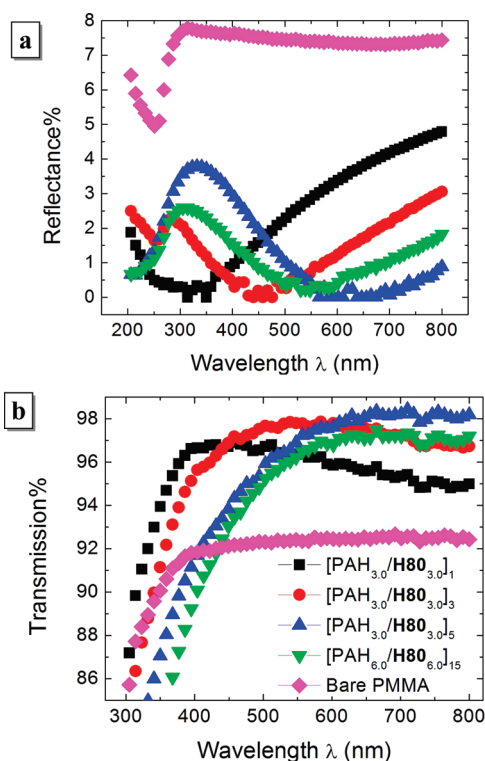 a
8
7
6
5
4
3
2
1
0
Reflectance%
200 300 400 500 600 700 800
Wavelength λ (nm)
b
98
96
94
92
90
88
86
Transmission%
[PAH3.0/H803.0]1
[PAH3.0/H803.0]3
[PAH3.0/H803.0]5
[PAH6.0/H806.0]15
Bare PMMA
300 400 500 600 700 800
Wavelength λ (nm)